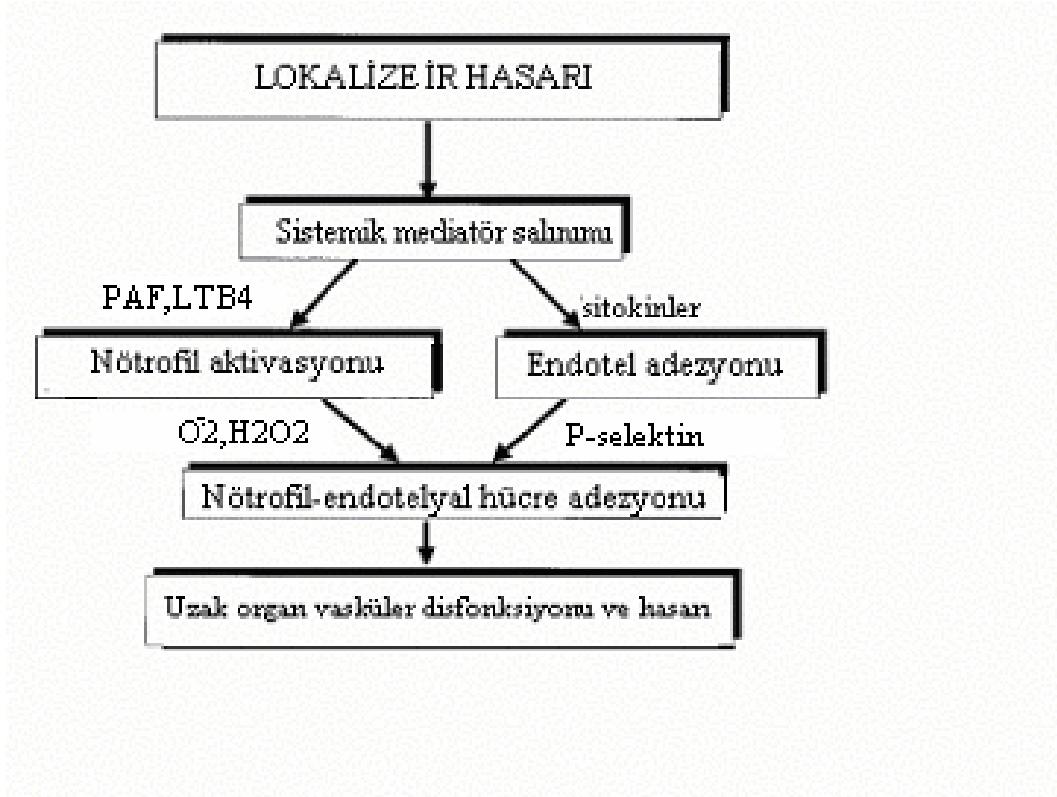 LOKALİZE İR HASARI
Sistemik mediatör salınımı
PAF,LTB4
sitokinler
Nötrofil aktivasyonu
Endotel adezyonu
O-2,H2O2
P-selektin
Nötrofil-endotelyal hücre adezyonu
Uzak organ vasküler disfonksiyonu ve hasarı